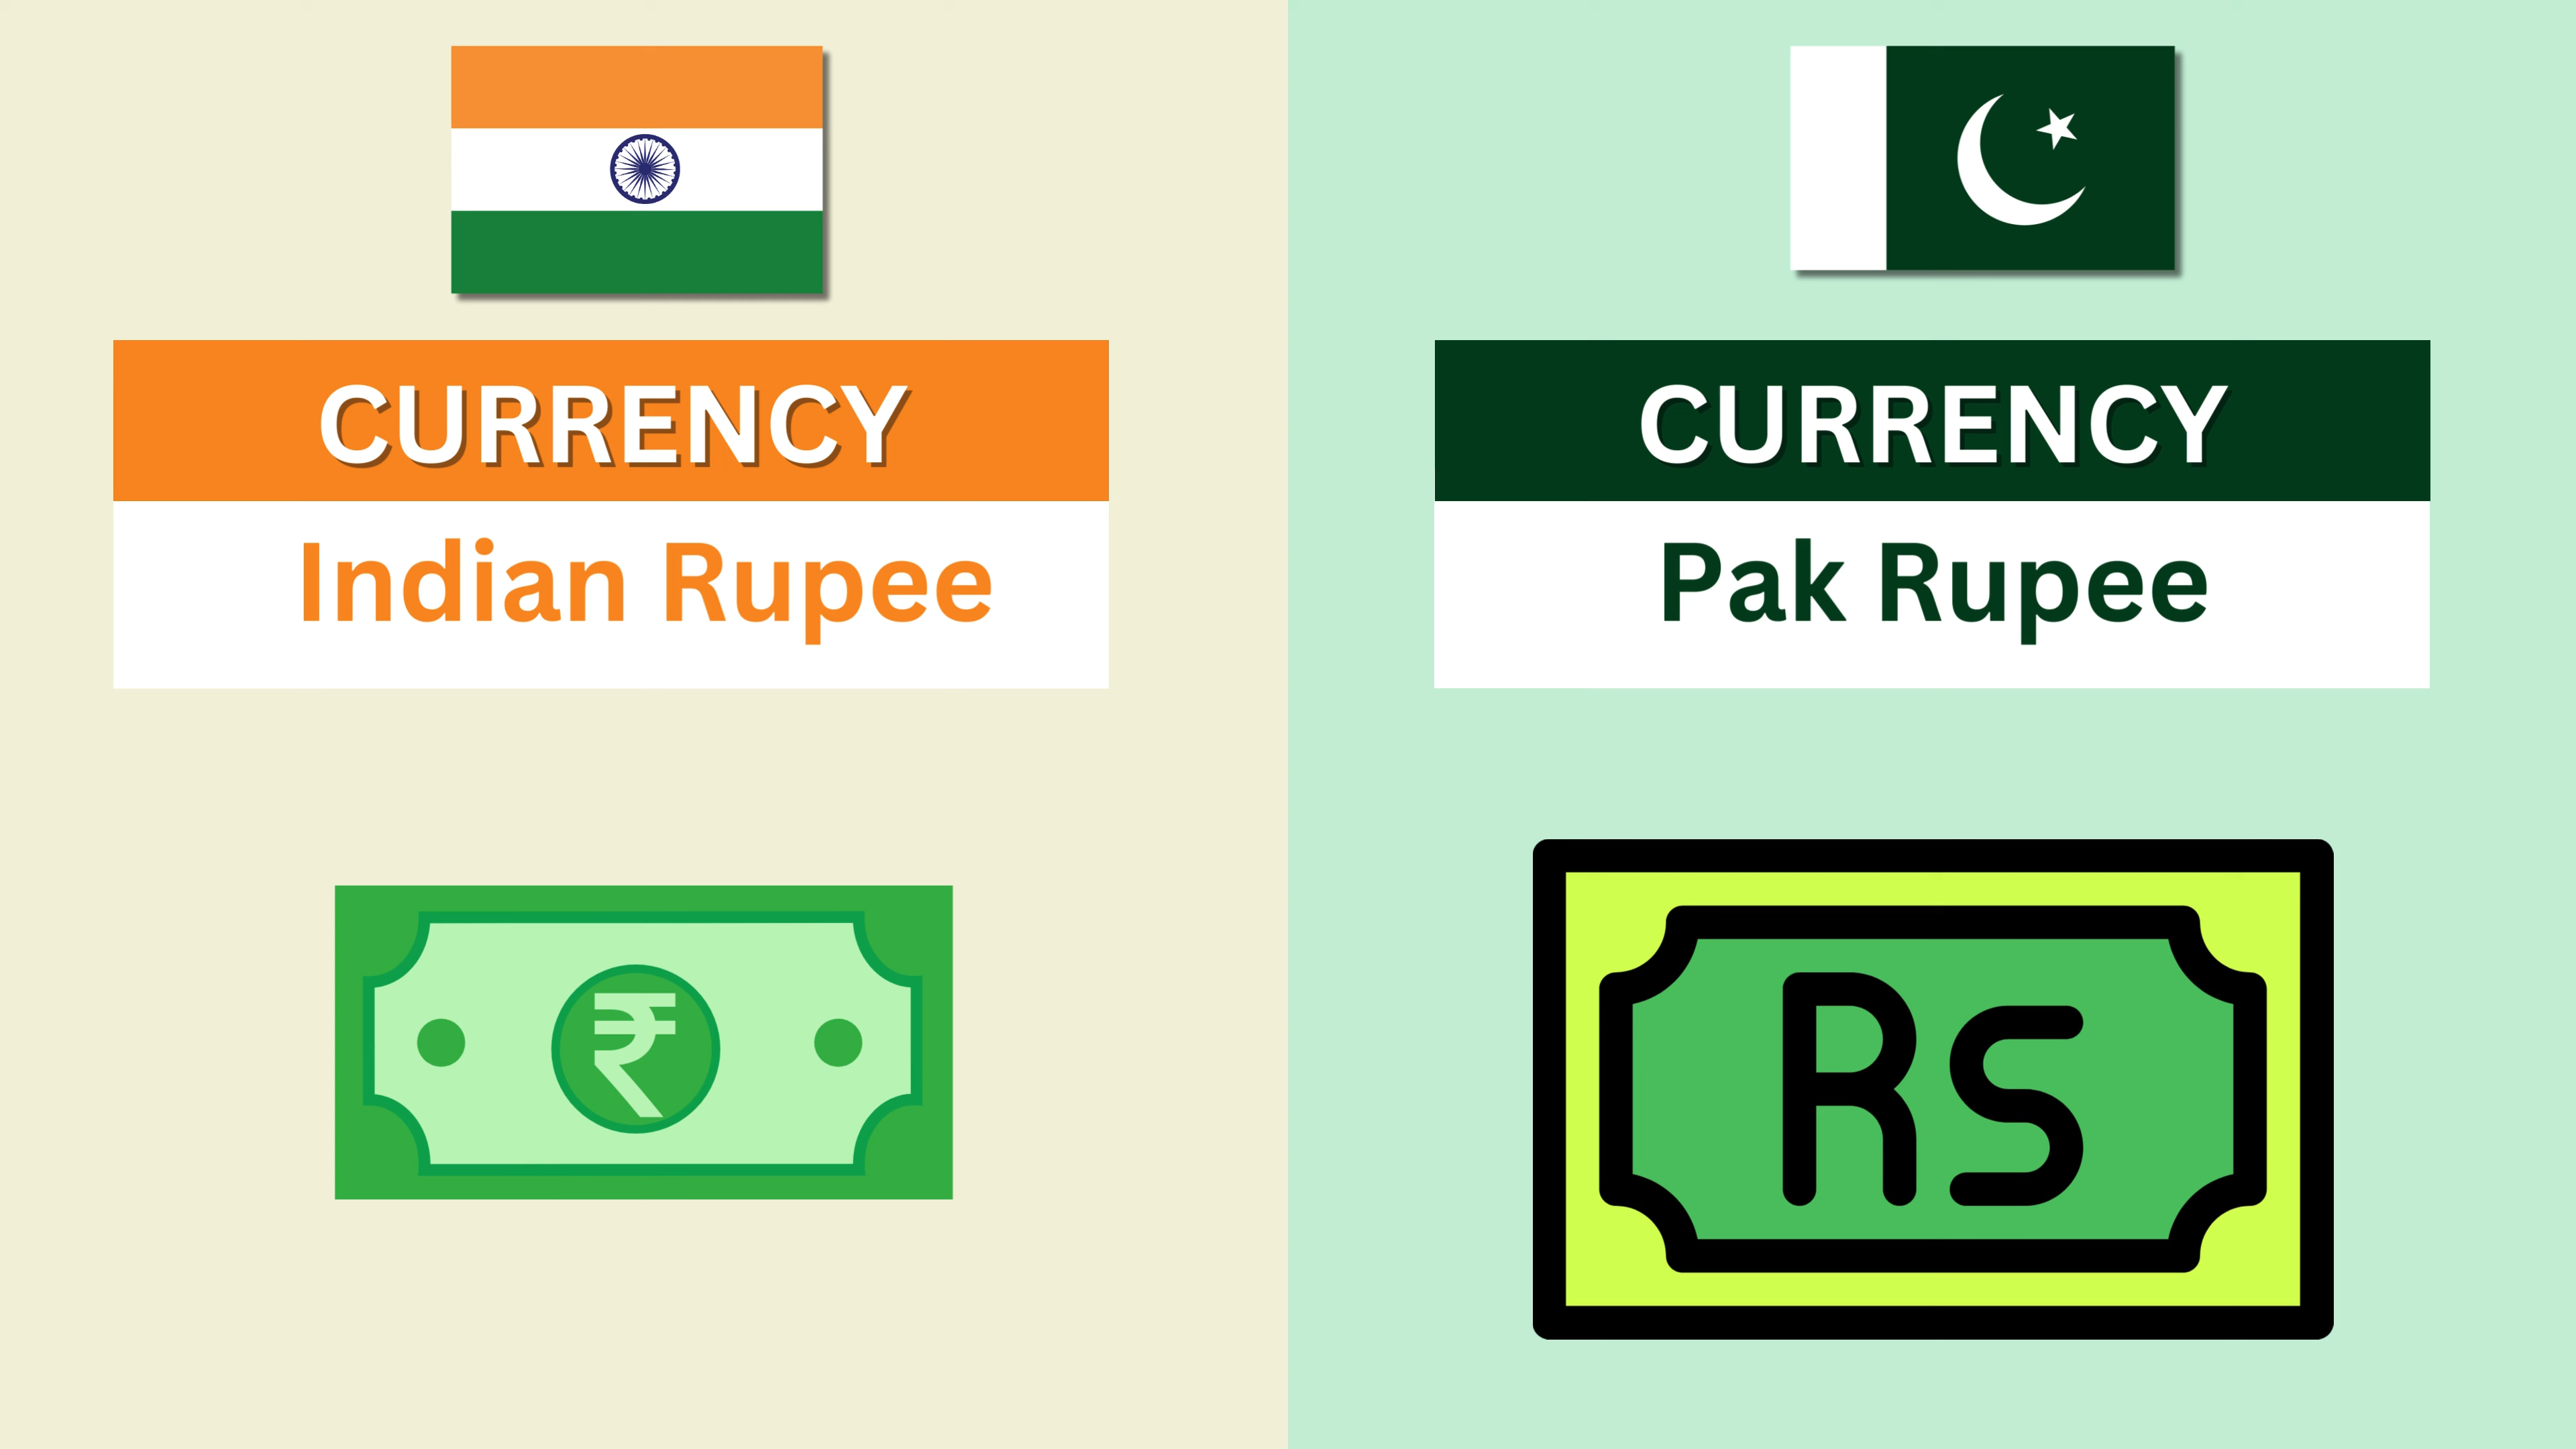 CURRENCY
Indian Rupee
₹
CURRENCY
Pak Rupee
Rs